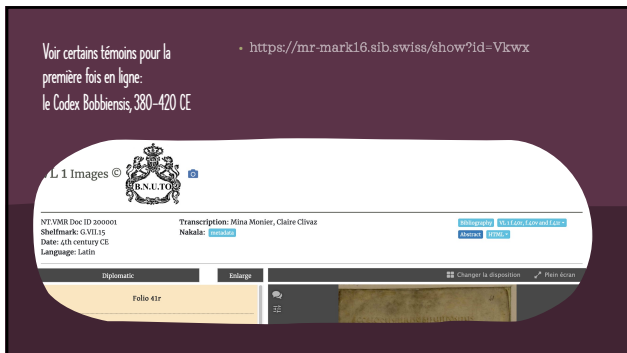 Voir certains témoins pour la
première fois en ligne:
le Codex Bobbiensis, 380-420 CE
• https://mr-mark16.sib.swiss/show?id=Vkwx
VL 1 Images ©
B.N.U.TO
NT.VMR Doc ID 200001
Shelfmark: G.VII.15
Date: 4th century CE
Language: Latin
Transcription: Mina Monier, Claire Clivaz
Nakala: metadata
Bibliography VL 1 f.40v, f.40v and f.41r
Abstract HTML
Diplomatic
Enlarge
Changer la disposition
Plein écran
Folio 41r